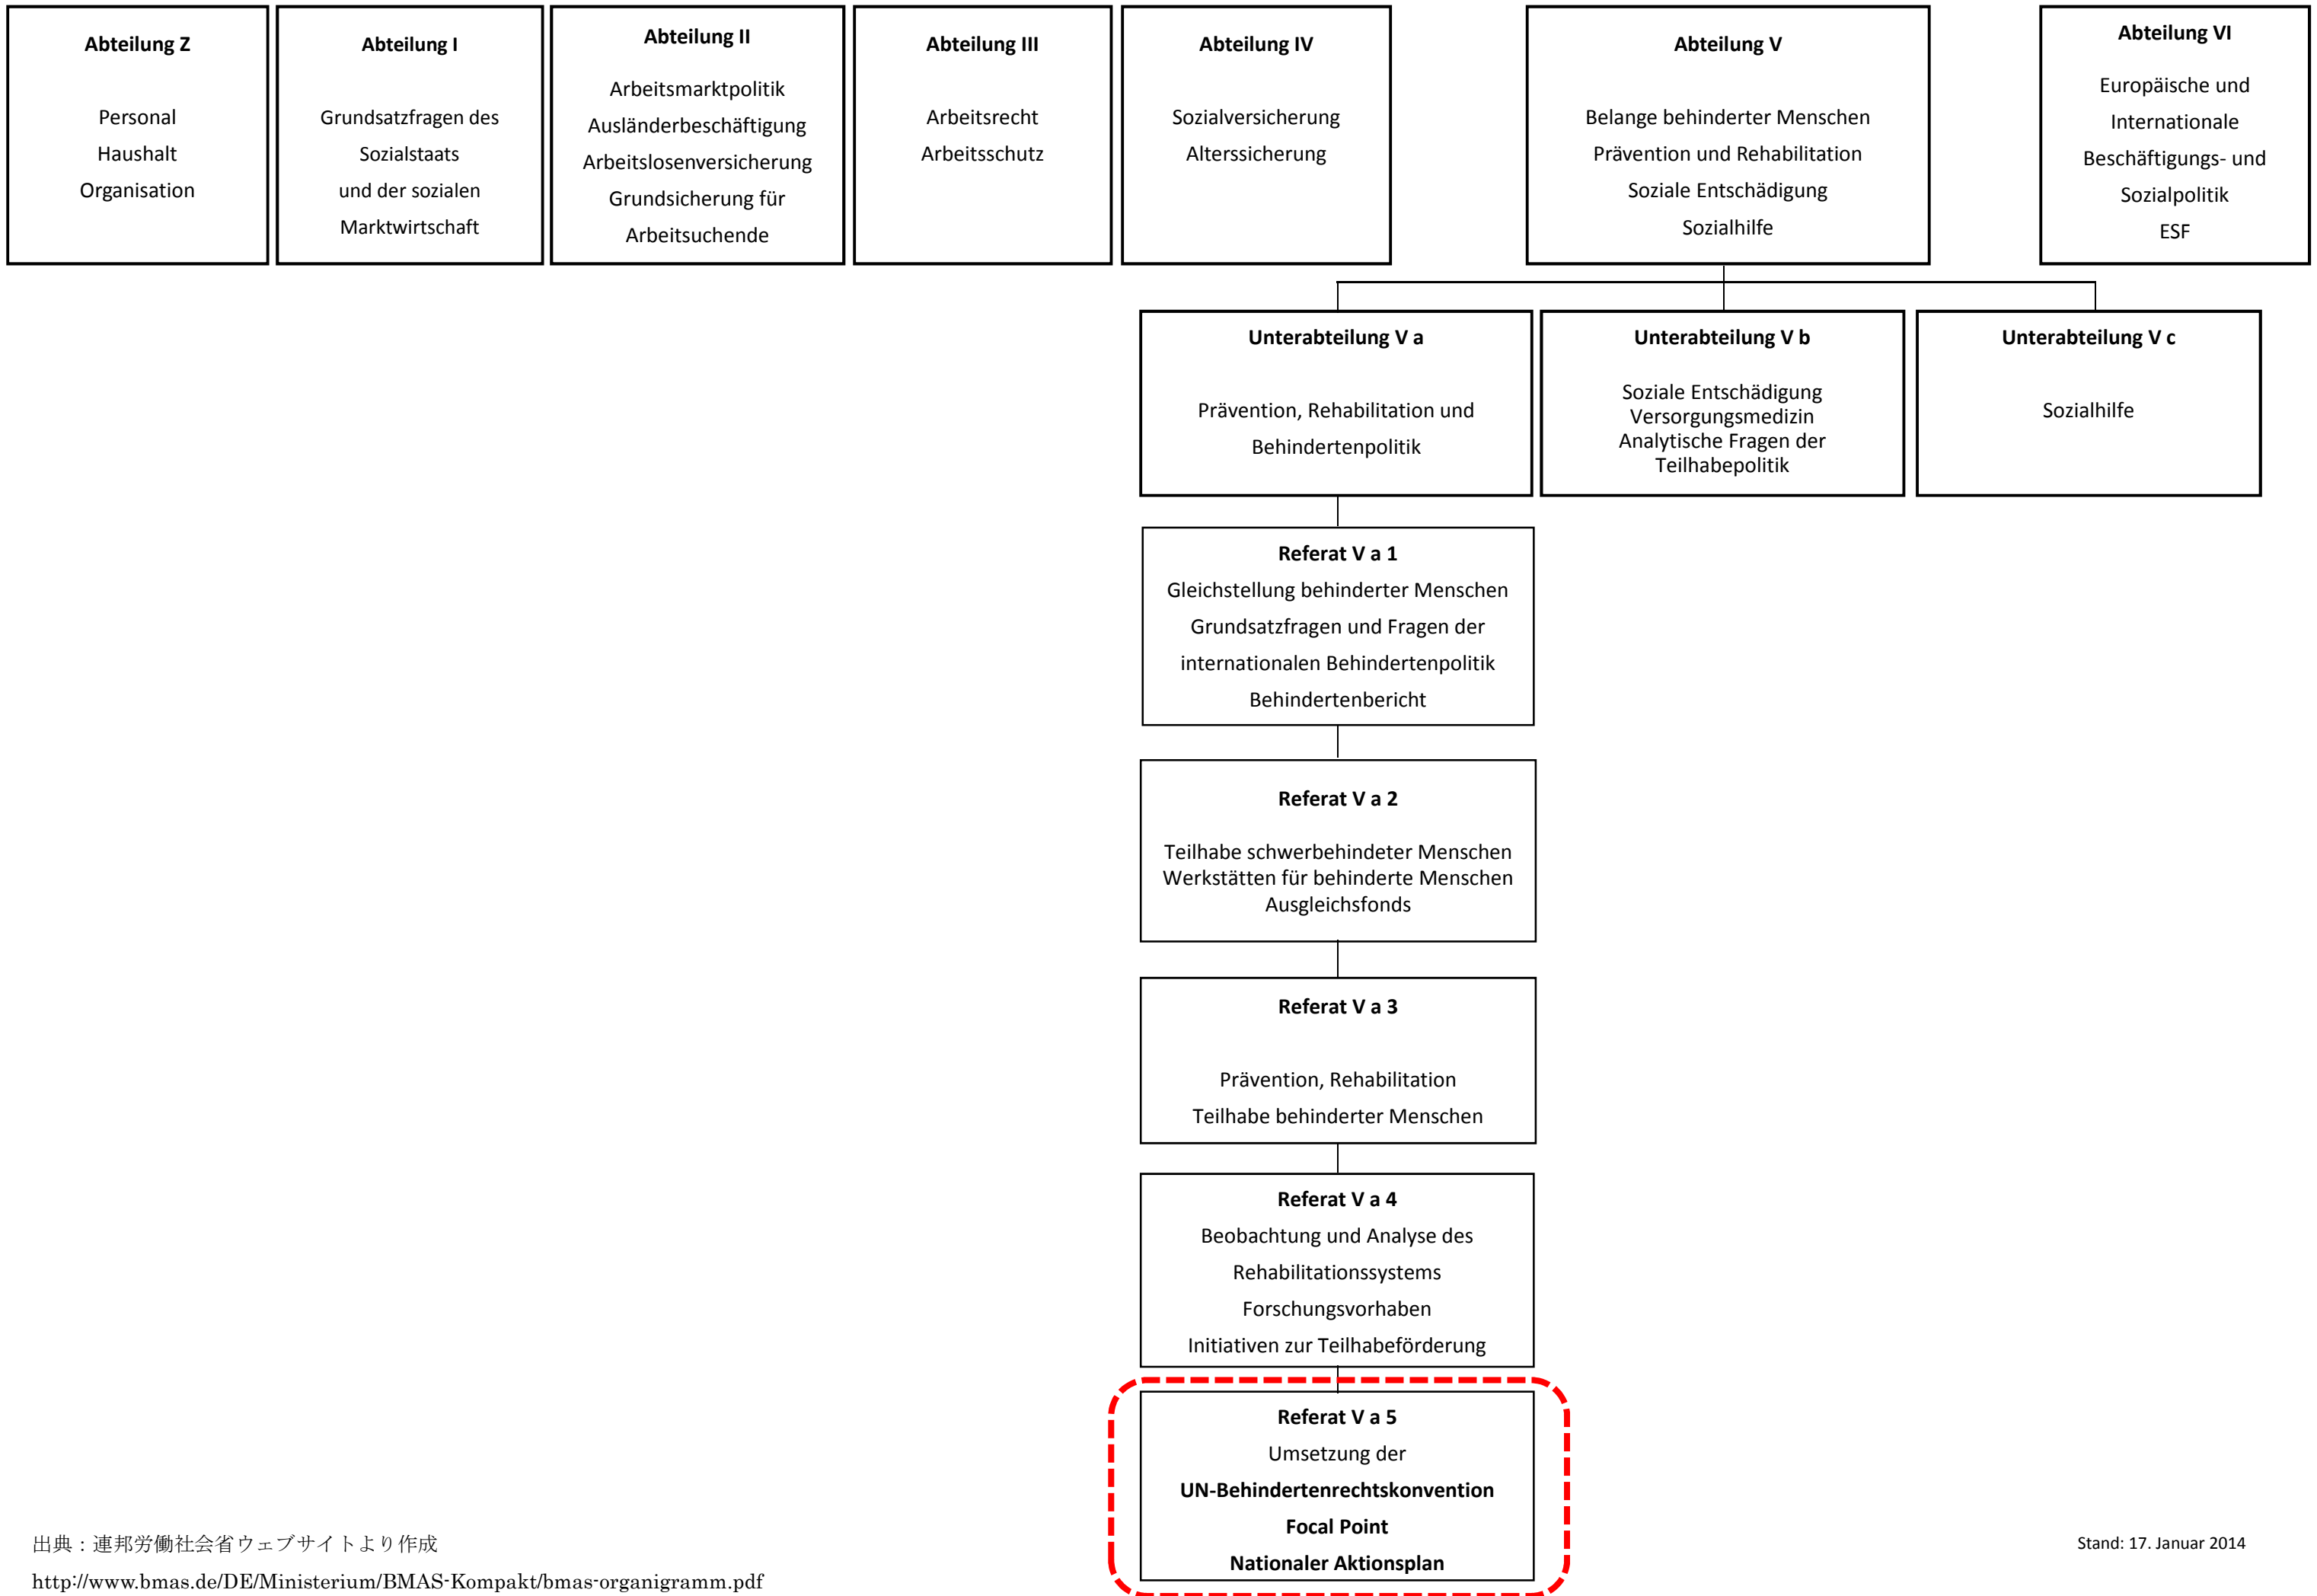 Abteilung Z
Personal
Haushalt
Organisation
Abteilung I
Grundsatzfragen des
Sozialstaats
und der sozialen
Marktwirtschaft
Abteilung II
Arbeitsmarktpolitik
Ausländerbeschäftigung
Arbeitslosenversicherung
Grundsicherung für
Arbeitsuchende
Abteilung III
Arbeitsrecht
Arbeitsschutz
Abteilung IV
Sozialversicherung
Alterssicherung
Abteilung V
Belange behinderter Menschen
Prävention und Rehabilitation
Soziale Entschädigung
Sozialhilfe
Abteilung VI
Europäische und
Internationale
Beschäftigungs- und
Sozialpolitik
ESF
Unterabteilung V a
Prävention, Rehabilitation und
Behindertenpolitik
Unterabteilung V b
Soziale Entschädigung
Versorgungsmedizin
Analytische Fragen der
Teilhabepolitik
Unterabteilung V c
Sozialhilfe
Referat V a 1
Gleichstellung behinderter Menschen
Grundsatzfragen und Fragen der
internationalen Behindertenpolitik
Behindertenbericht
Referat V a 2
Teilhabe schwerbehindeter Menschen
Werkstätten für behinderte Menschen
Ausgleichsfonds
Referat V a 3
Prävention, Rehabilitation
Teilhabe behinderter Menschen
Referat V a 4
Beobachtung und Analyse des
Rehabilitationssystems
Forschungsvorhaben
Initiativen zur Teilhabeförderung
Referat V a 5
Umsetzung der
UN-Behindertenrechtskonvention
Focal Point
Nationaler Aktionsplan
出典：連邦労働社会省ウェブサイトより作成
http://www.bmas.de/DE/Ministerium/BMAS-Kompakt/bmas-organigramm.pdf
Stand: 17. Januar 2014